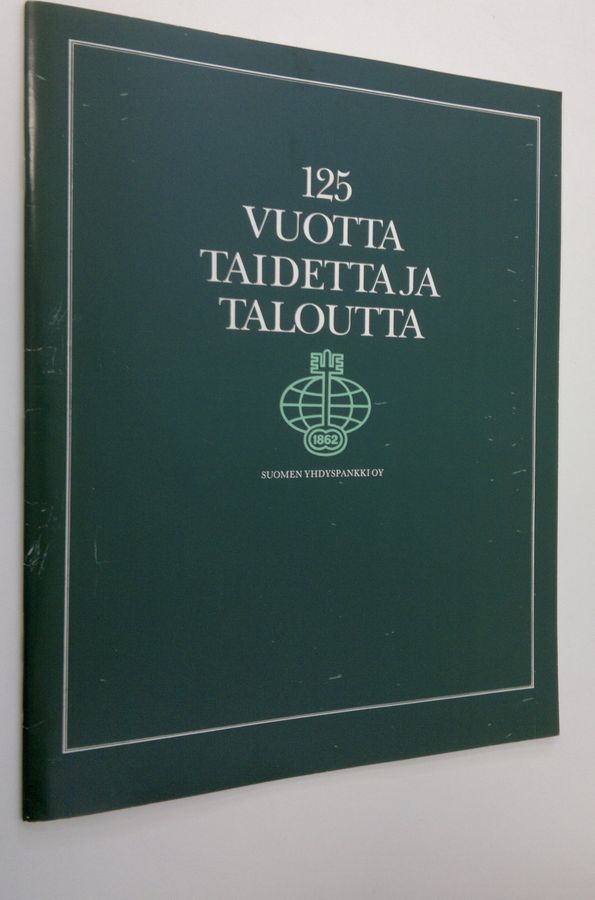 125
VUOTTA
TAIDETTA JA
TALOUTTA
1862
SUOMEN YHDYSPANKKI OY